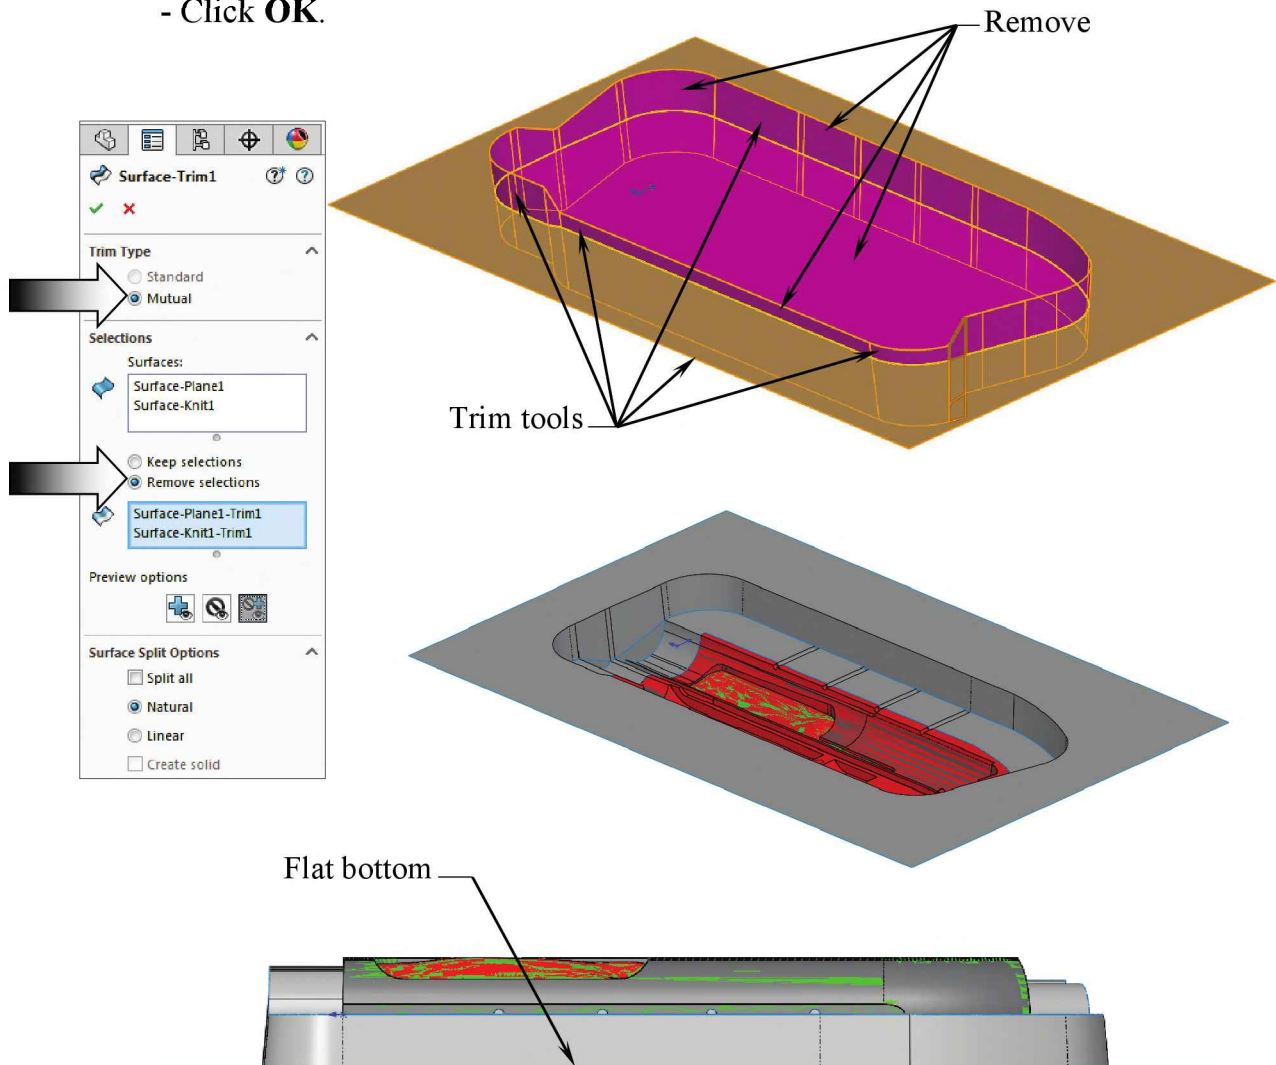 - Click OK.
Remove
Surface-Trim1
Trim Type
Standard
Mutual
Selections
Surfaces:
Surface-Plane1
Surface-Knit1
Keep selections
Remove selections
Surface-Plane1-Trim1
Surface-Knit1-Trim1
Preview options
Surface Split Options
Split all
Natural
Linear
Create solid
Trim tools
Flat bottom